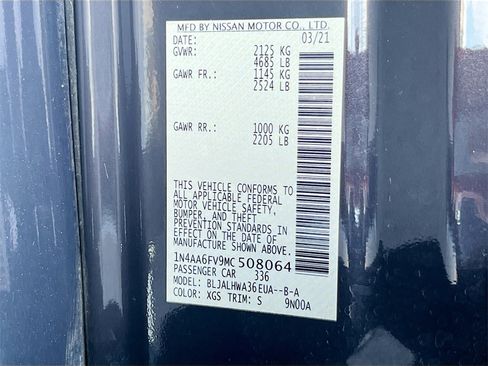 MFD BY NISSAN MOTOR CO., LTD.
DATE: 03/21
GVWR: 2125 KG
4685 LB
GAWR FR.: 1145 KG
2524 LB
GAWR RR.: 1000 KG
2205 LB
THIS VEHICLE CONFORMS TO
ALL APPLICABLE FEDERAL
MOTOR VEHICLE SAFETY,
BUMPER, AND THEFT
PREVENTION STANDARDS IN
EFFECT ON THE DATE OF
MANUFACTURE SHOWN ABOVE.
1N4AA6FV9MC508064
PASSENGER CAR 336
MODEL: BLJALHWA36EUA--B-A
COLOR: XGS TRIM: S 9N00A